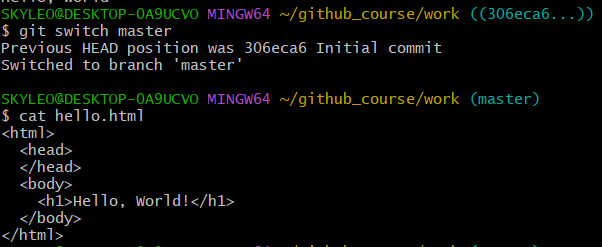 SKYLEO@DESKTOP-0A9UCVO MINGW64 ~/github_course/work ((306eca6...))
$ git switch master
Previous HEAD position was 306eca6 Initial commit
Switched to branch 'master'
SKYLEO@DESKTOP-0A9UCVO MINGW64 ~/github_course/work (master)
$ cat hello.html
<html>
  <head>
  </head>
  <body>
    <h1>Hello, World!</h1>
  </body>
</html>